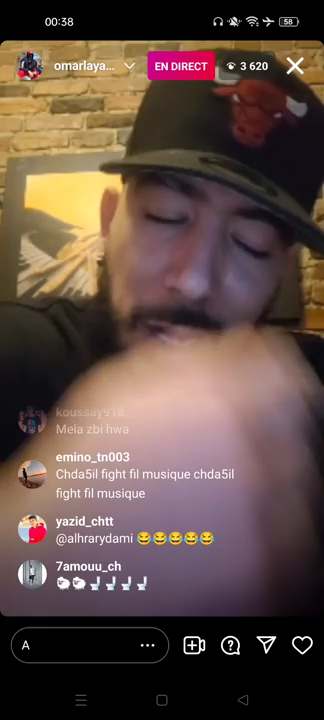 00:38
58
omarlaya...
EN DIRECT
3 620
koussay918
Mela zbi hwa
emino_tn003
Chda5il fight fil musique chda5il
fight fil musique
yazid_chtt
@alhrarydami 😂😂😂😂😂
7amouu_ch
🐑🐑🚽🚽🚽🚽
A